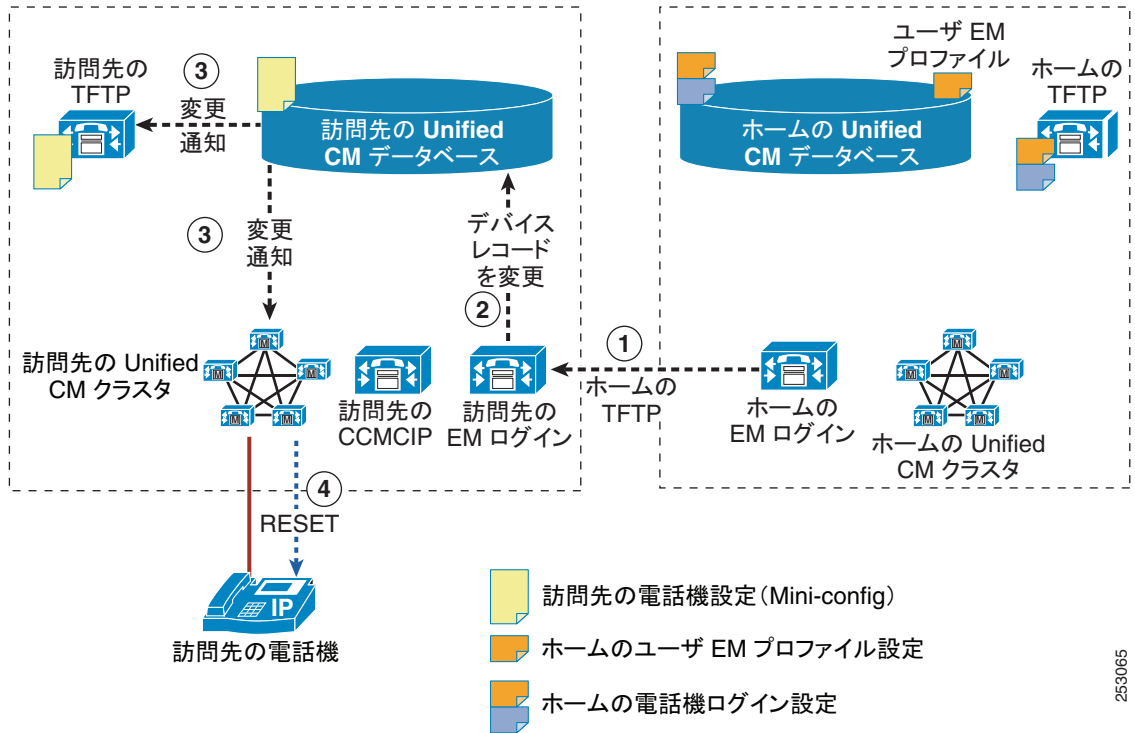 訪問先の
TFTP
③
変更
通知
訪問先の Unified
CM データベース
③
変更
通知
デバイス
レコード
を変更
②
訪問先の Unified
CM クラスタ
M
M
M
M
M
訪問先の
CCMCIP
訪問先の
EM ログイン
①
ホームの
TFTP
④
RESET
IP
訪問先の電話機
ユーザ EM
プロファイル
ホームの
TFTP
ホームの Unified
CM データベース
ホームの
EM ログイン
M
M
M
M
M
ホームの Unified
CM クラスタ
訪問先の電話機設定（Mini-config）
ホームのユーザ EM プロファイル設定
ホームの電話機ログイン設定
253065